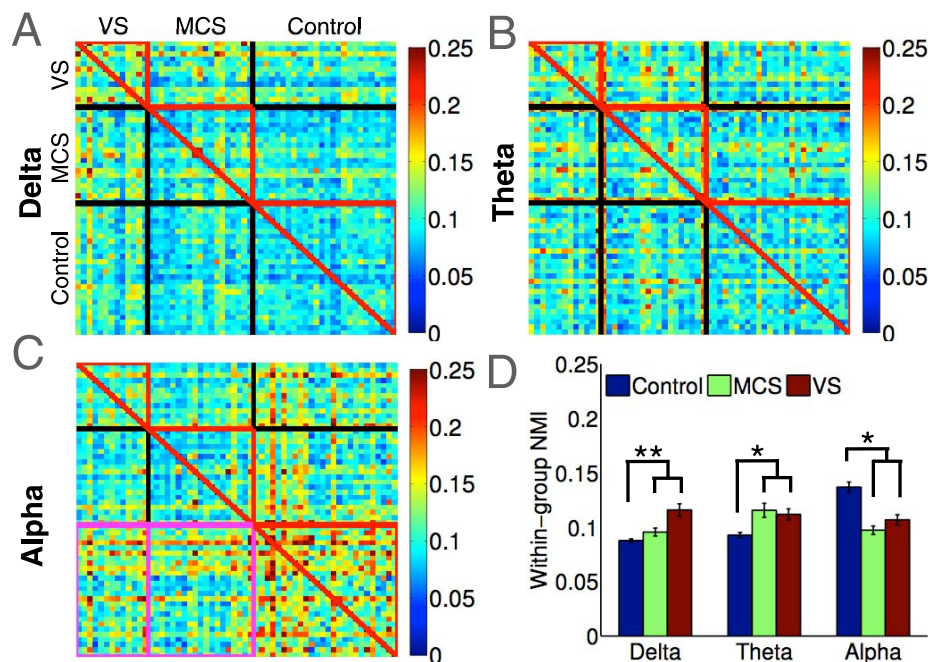 A
VS MCS Control
Delta
VS
MCS
Control
0.25
0.2
0.15
0.1
0.05
0
B
Theta
0.25
0.2
0.15
0.1
0.05
0
C
Alpha
0.25
0.2
0.15
0.1
0.05
0
D
Within-group NMI
0.25
0.2
0.15
0.1
0.05
0
Control MCS VS
** * *
Delta Theta Alpha